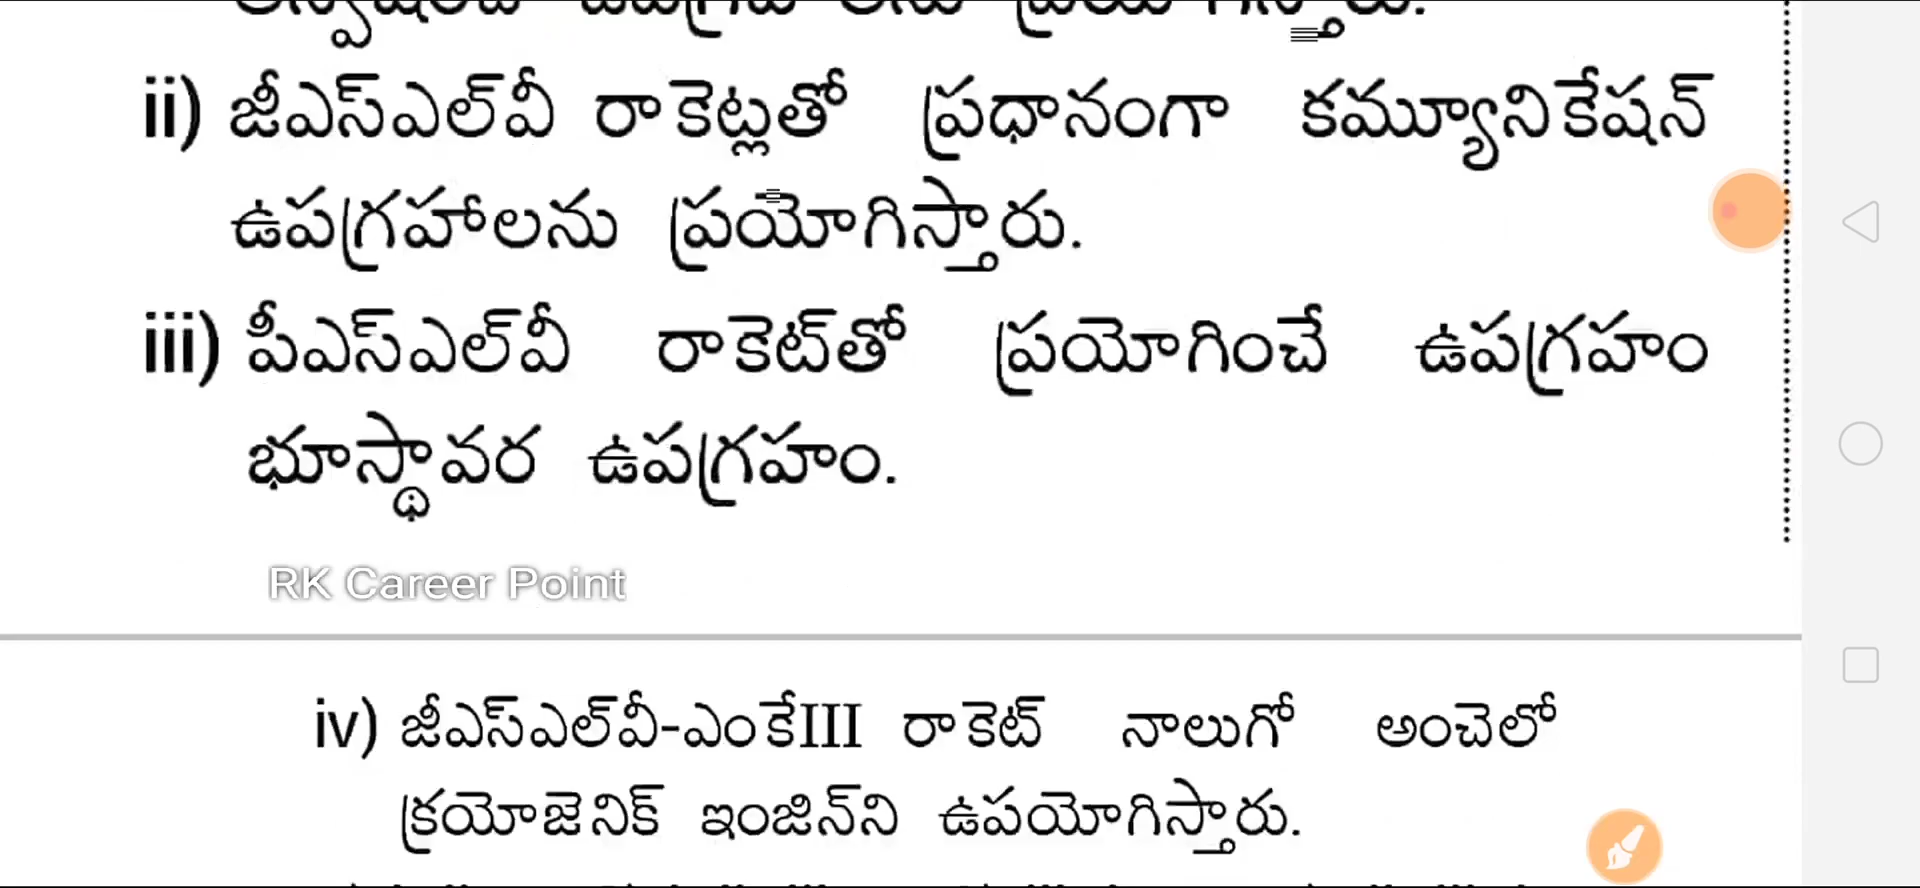 ii) జీఎస్ఎల్‌వీ రాకెట్లతో ప్రధానంగా కమ్యూనికేషన్
ఉపగ్రహాలను ప్రయోగిస్తారు.
iii) పీఎస్ఎల్‌వీ రాకెట్‌తో ప్రయోగించే ఉపగ్రహం
భూస్థావర ఉపగ్రహం.
RK Career Point
iv) జీఎస్ఎల్‌వీ-ఎంకేIII రాకెట్ నాలుగో అంచెలో
క్రయోజెనిక్ ఇంజిన్‌ని ఉపయోగిస్తారు.